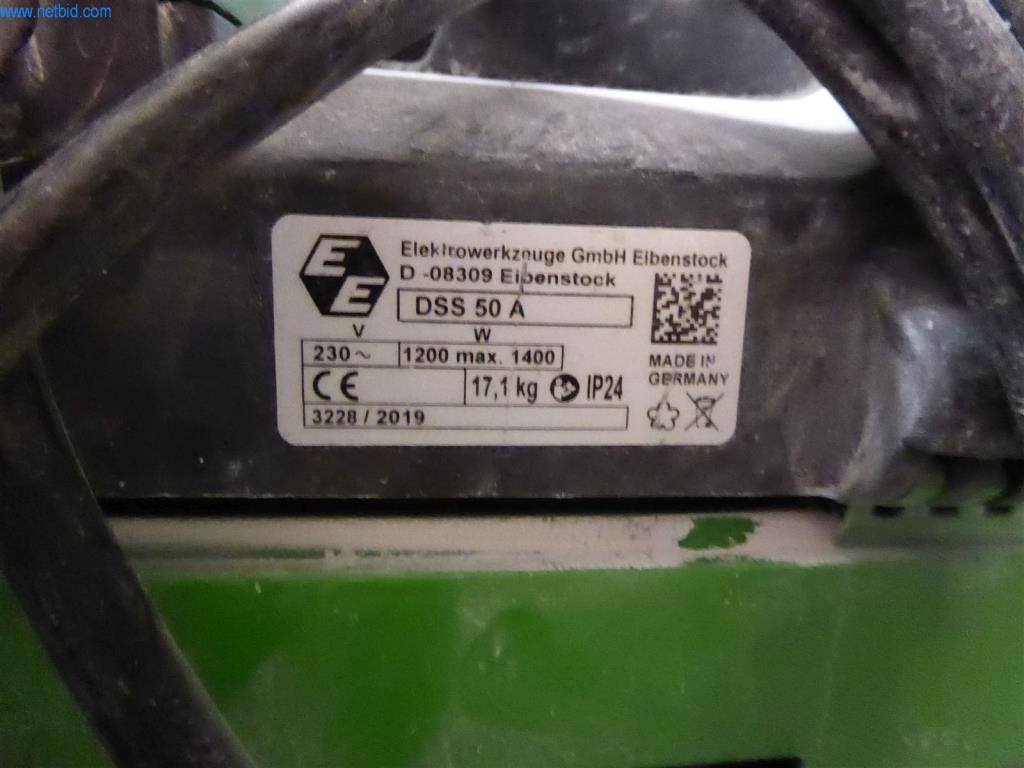 www.netbid.com
EE
Elektrowerkzeuge GmbH Eibenstock
D -08309 Eibenstock
DSS 50 A
V W
230 ~ 1200 max. 1400
CE 17,1 kg IP24
3228 / 2019
MADE IN
GERMANY